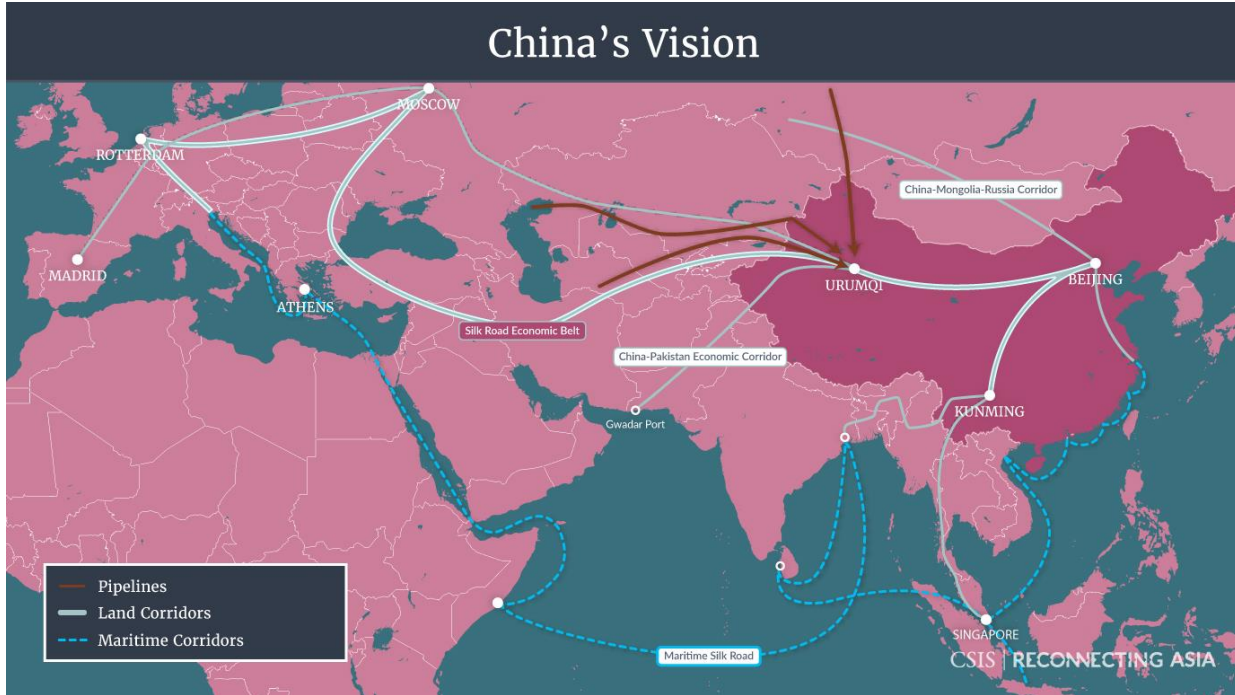 China's Vision
MOSCOW
ROTTERDAM
China-Mongolia-Russia Corridor
MADRID
URUMQI
BEIJING
ATHENS
Silk Road Economic Belt
China-Pakistan Economic Corridor
KUNMING
Gwadar Port
Pipelines
Land Corridors
Maritime Corridors
SINGAPORE
Maritime Silk Road
CSIS | RECONNECTING ASIA